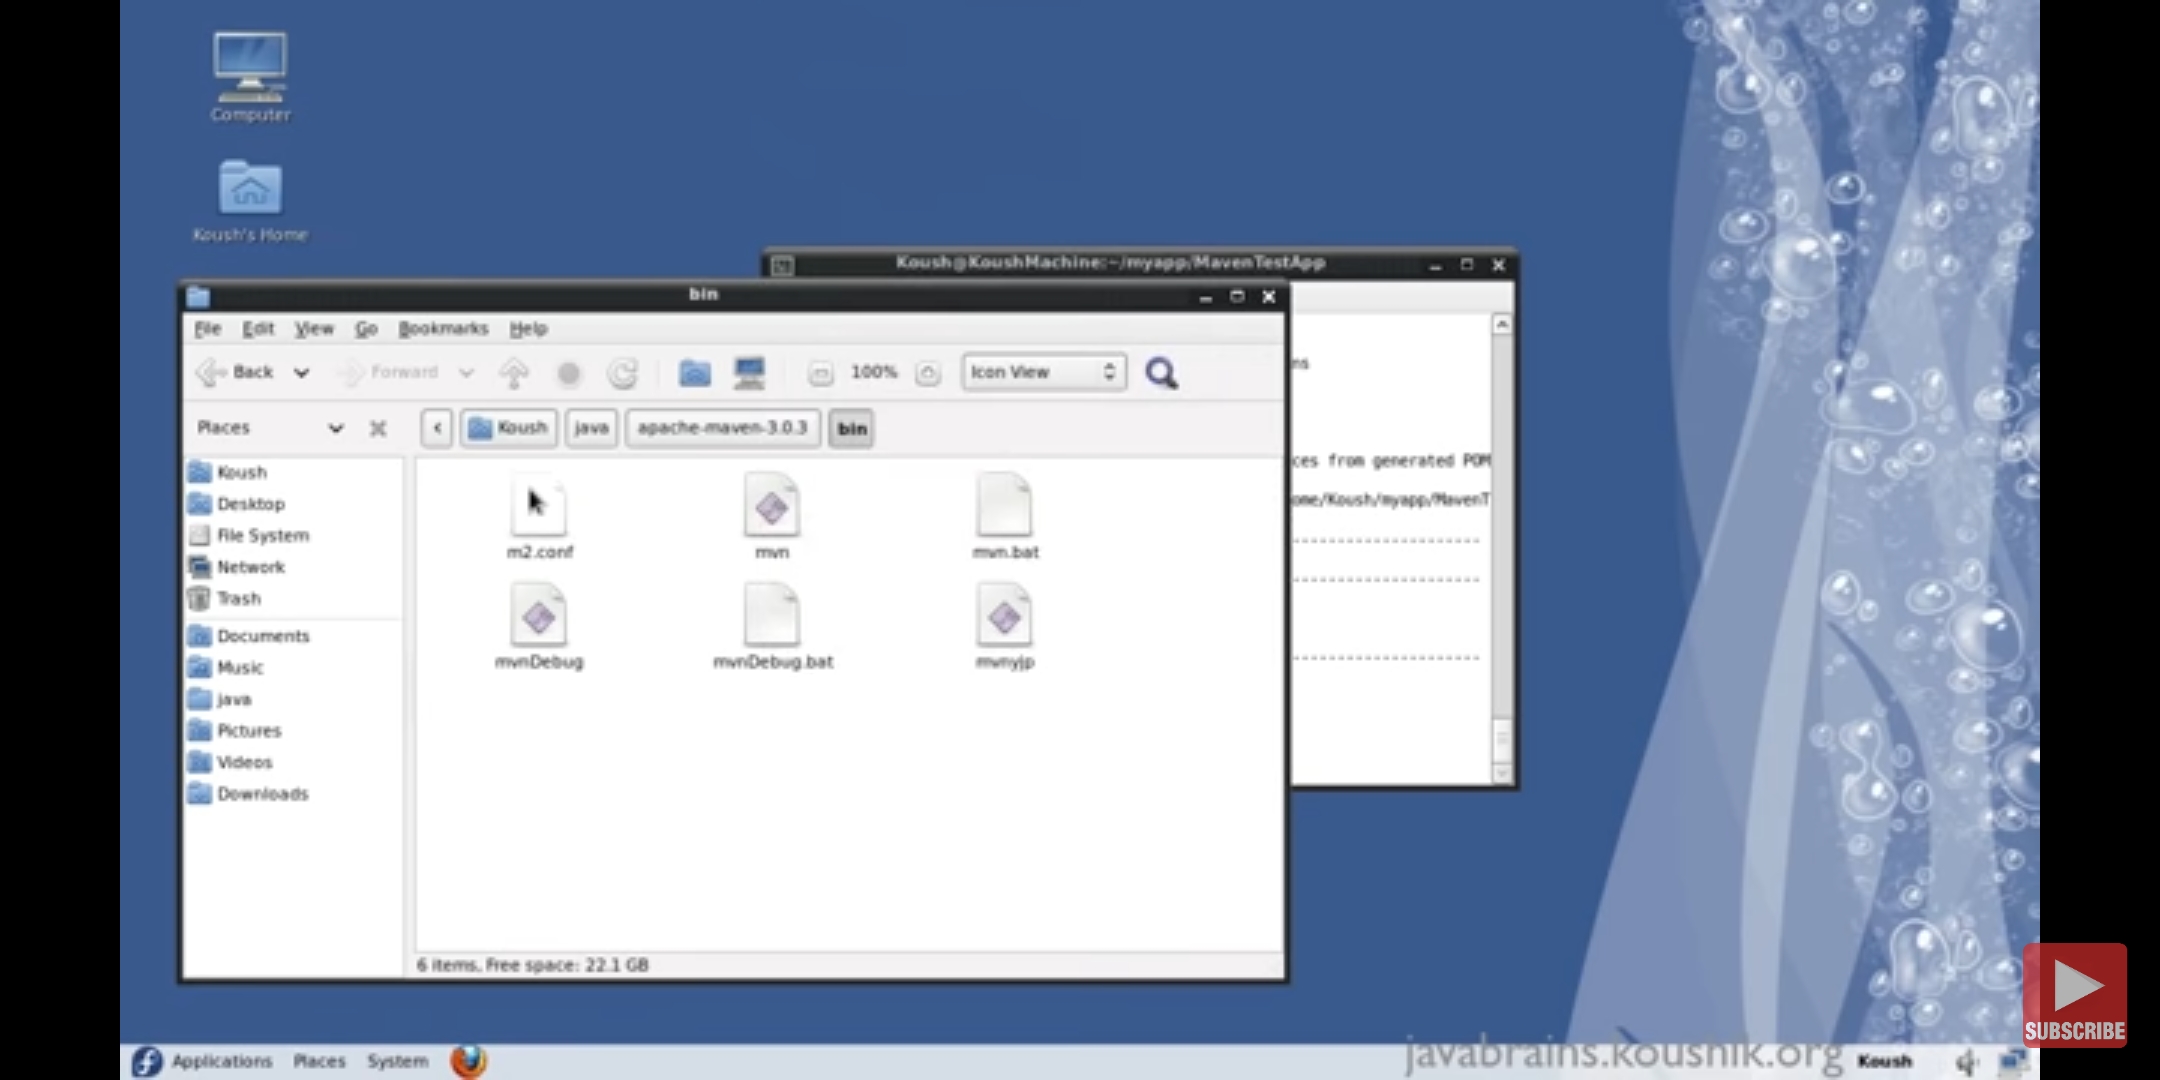 Computer
Koush's Home
Koush@KoushMachine:~/myapp/MavenTestApp
bin
File Edit View Go Bookmarks Help
Back Forward 100% Icon View
Places < Koush java apache-maven-3.0.3 bin
Koush
Desktop
File System
Network
Trash
Documents
Music
java
Pictures
Videos
Downloads
m2.conf mvn mvn.bat
mvnDebug mvnDebug.bat mvnyjp
6 items, Free space: 22.1 GB
ns
ces from generated POM
ome/Koush/myapp/MavenT
--------------------
--------------------
--------------------
SUBSCRIBE
Applications Places System
javabrains.koushik.org
Koush